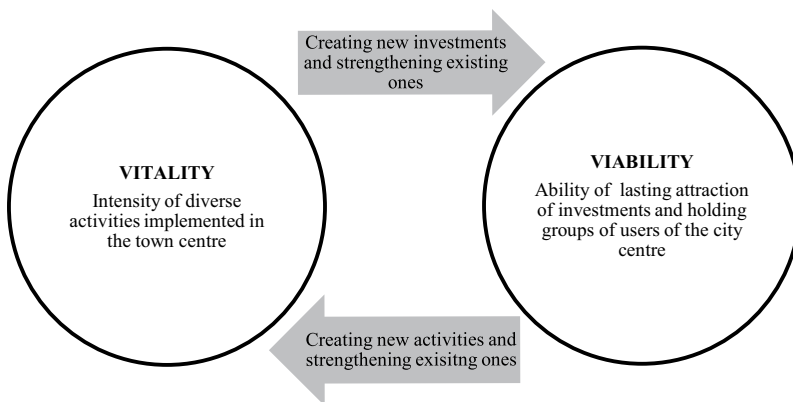 Creating new investments
and strengthening existing
ones
VITALITY
Intensity of diverse
activities implemented in
the town centre
VIABILITY
Ability of lasting attraction
of investments and holding
groups of users of the city
centre
Creating new activities and
strengthening exisitng ones